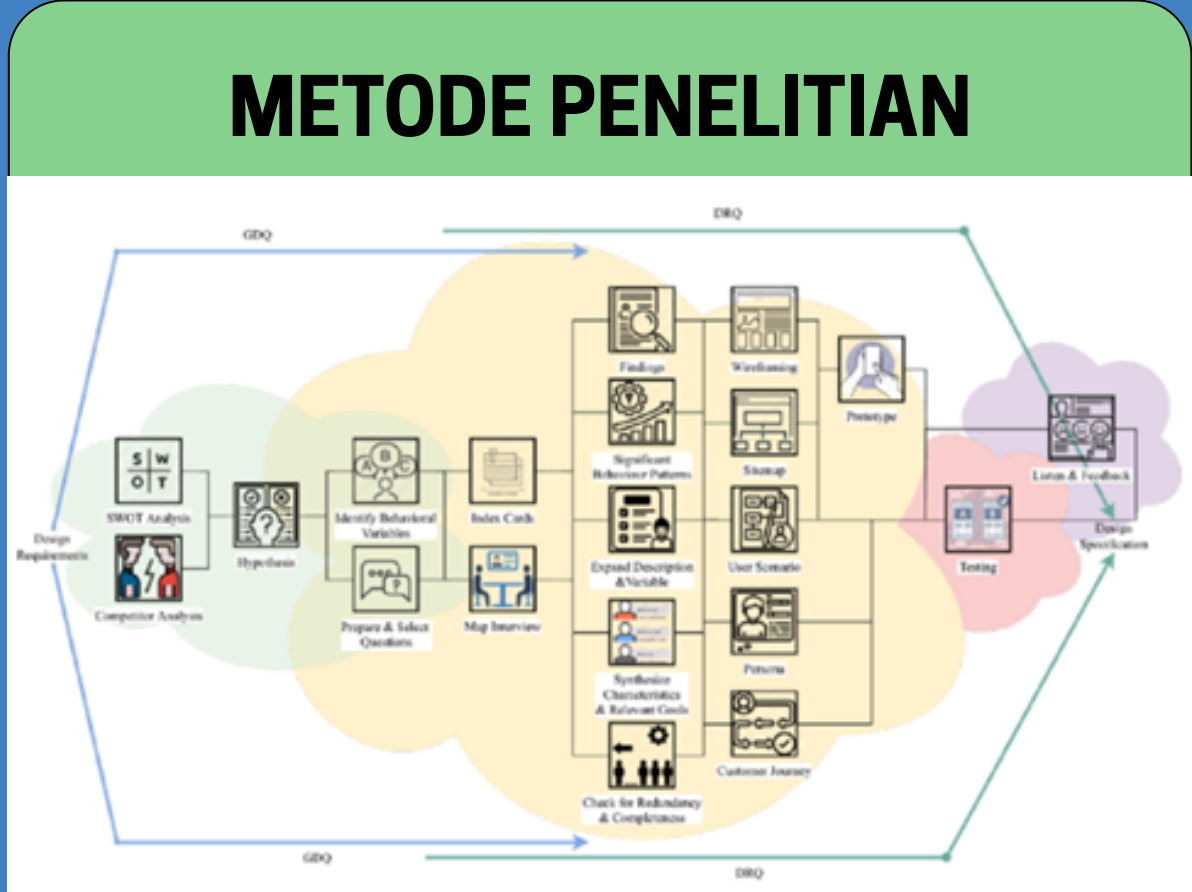 METODE PENELITIAN
DRQ
GDQ
Findings
Wireframing
Prototype
S W
O T
SWOT Analysis
A B C
Identify Behavioral
Variables
Index Cards
Significant
Behaviour Patterns
Sitemap
Listen & Feedback
Design
Requirements
Hypothesis
Competitor Analysis
Prepare & Select
Questions
Map Interview
Expand Description
&Variable
User Scenario
Testing
Design
Specification
Synthesize
Characteristics
& Relevant Goals
Persona
Customer Journey
Check for Redundancy
& Completeness
GDQ
DRQ